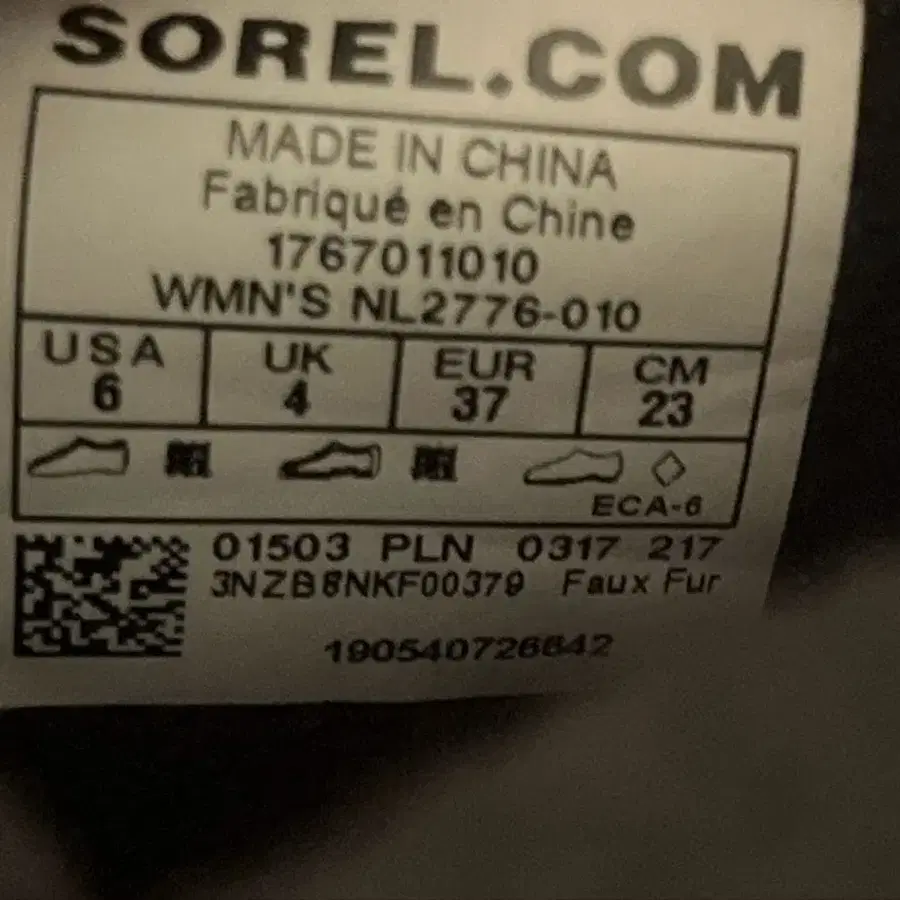 SOREL.COM
MADE IN CHINA
Fabriqué en Chine
1767011010
WMN'S NL2776-010
USA UK EUR CM
6 4 37 23
ECA-6
01503 PLN 0317 217
3NZB8NKF00379 Faux Fur
190540726642